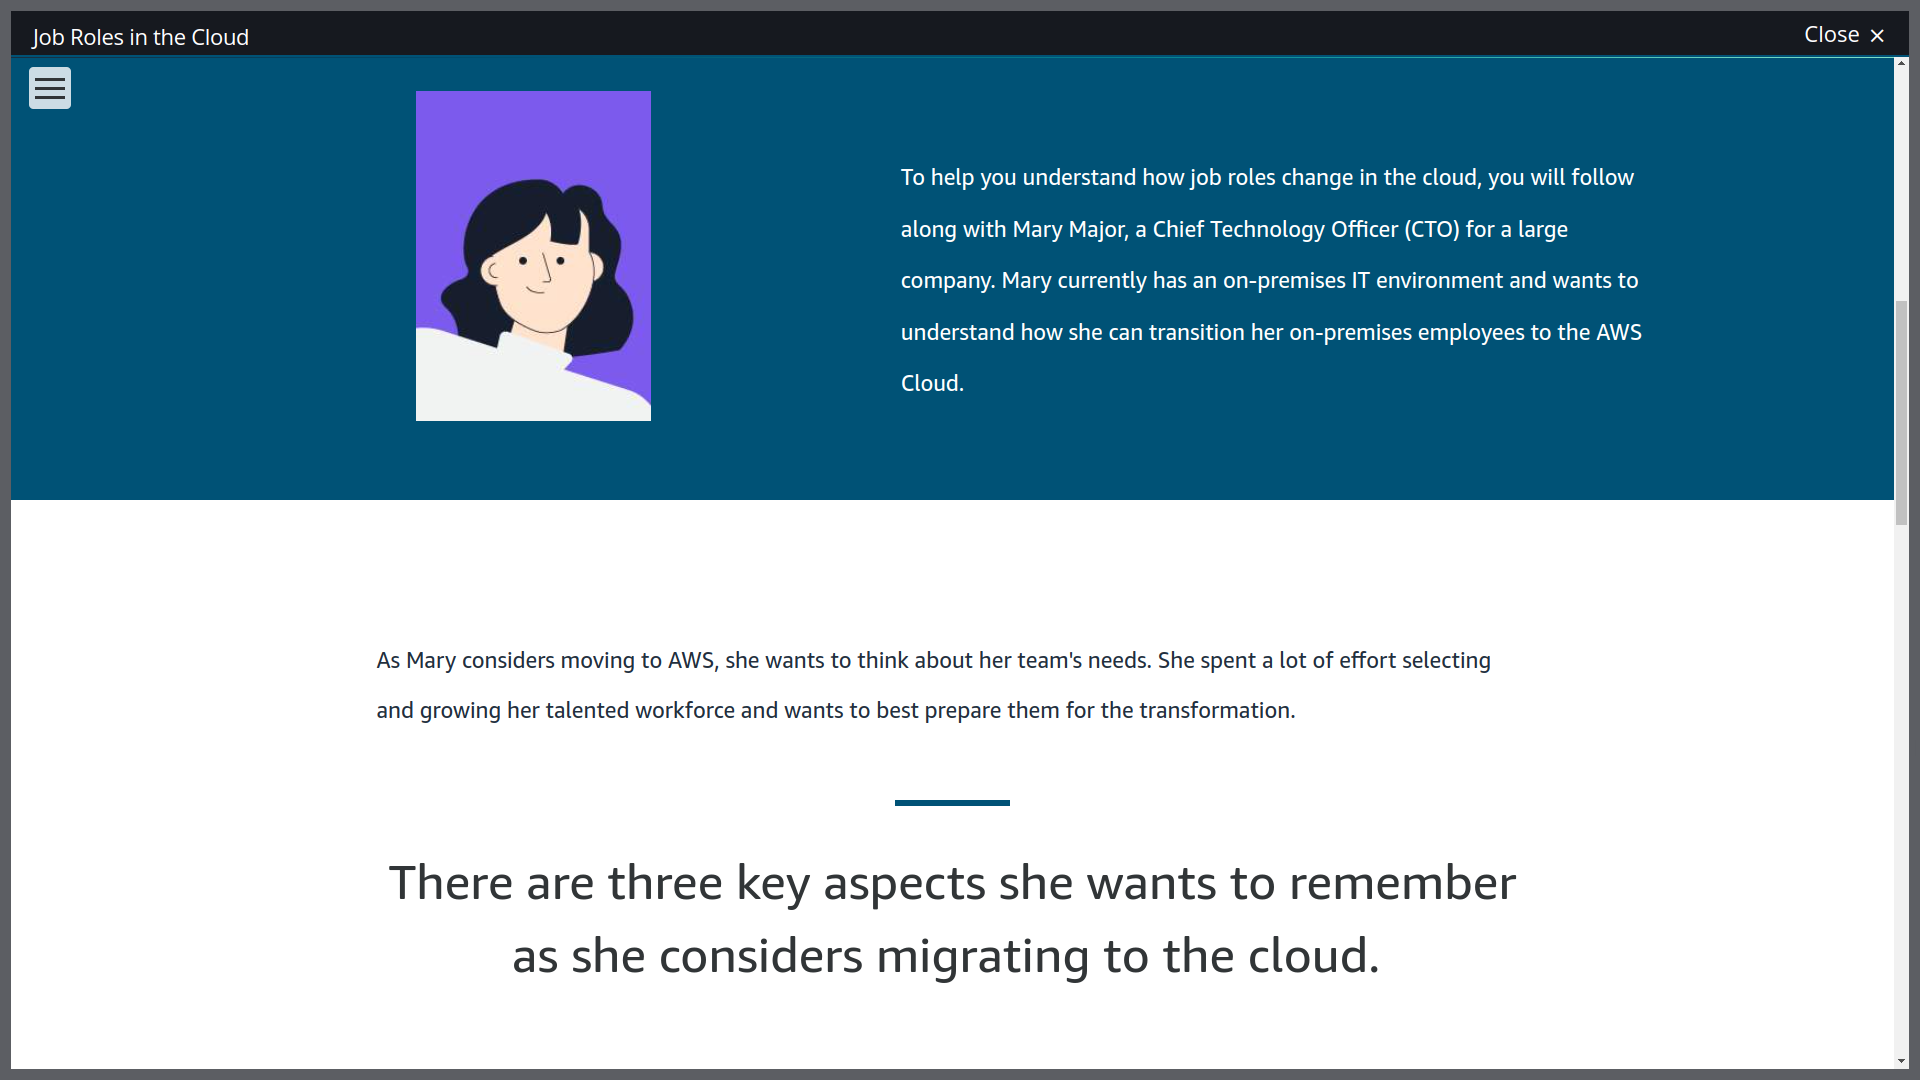 Job Roles in the Cloud
Close ×
To help you understand how job roles change in the cloud, you will follow
along with Mary Major, a Chief Technology Officer (CTO) for a large
company. Mary currently has an on-premises IT environment and wants to
understand how she can transition her on-premises employees to the AWS
Cloud.
As Mary considers moving to AWS, she wants to think about her team's needs. She spent a lot of effort selecting
and growing her talented workforce and wants to best prepare them for the transformation.
There are three key aspects she wants to remember
as she considers migrating to the cloud.